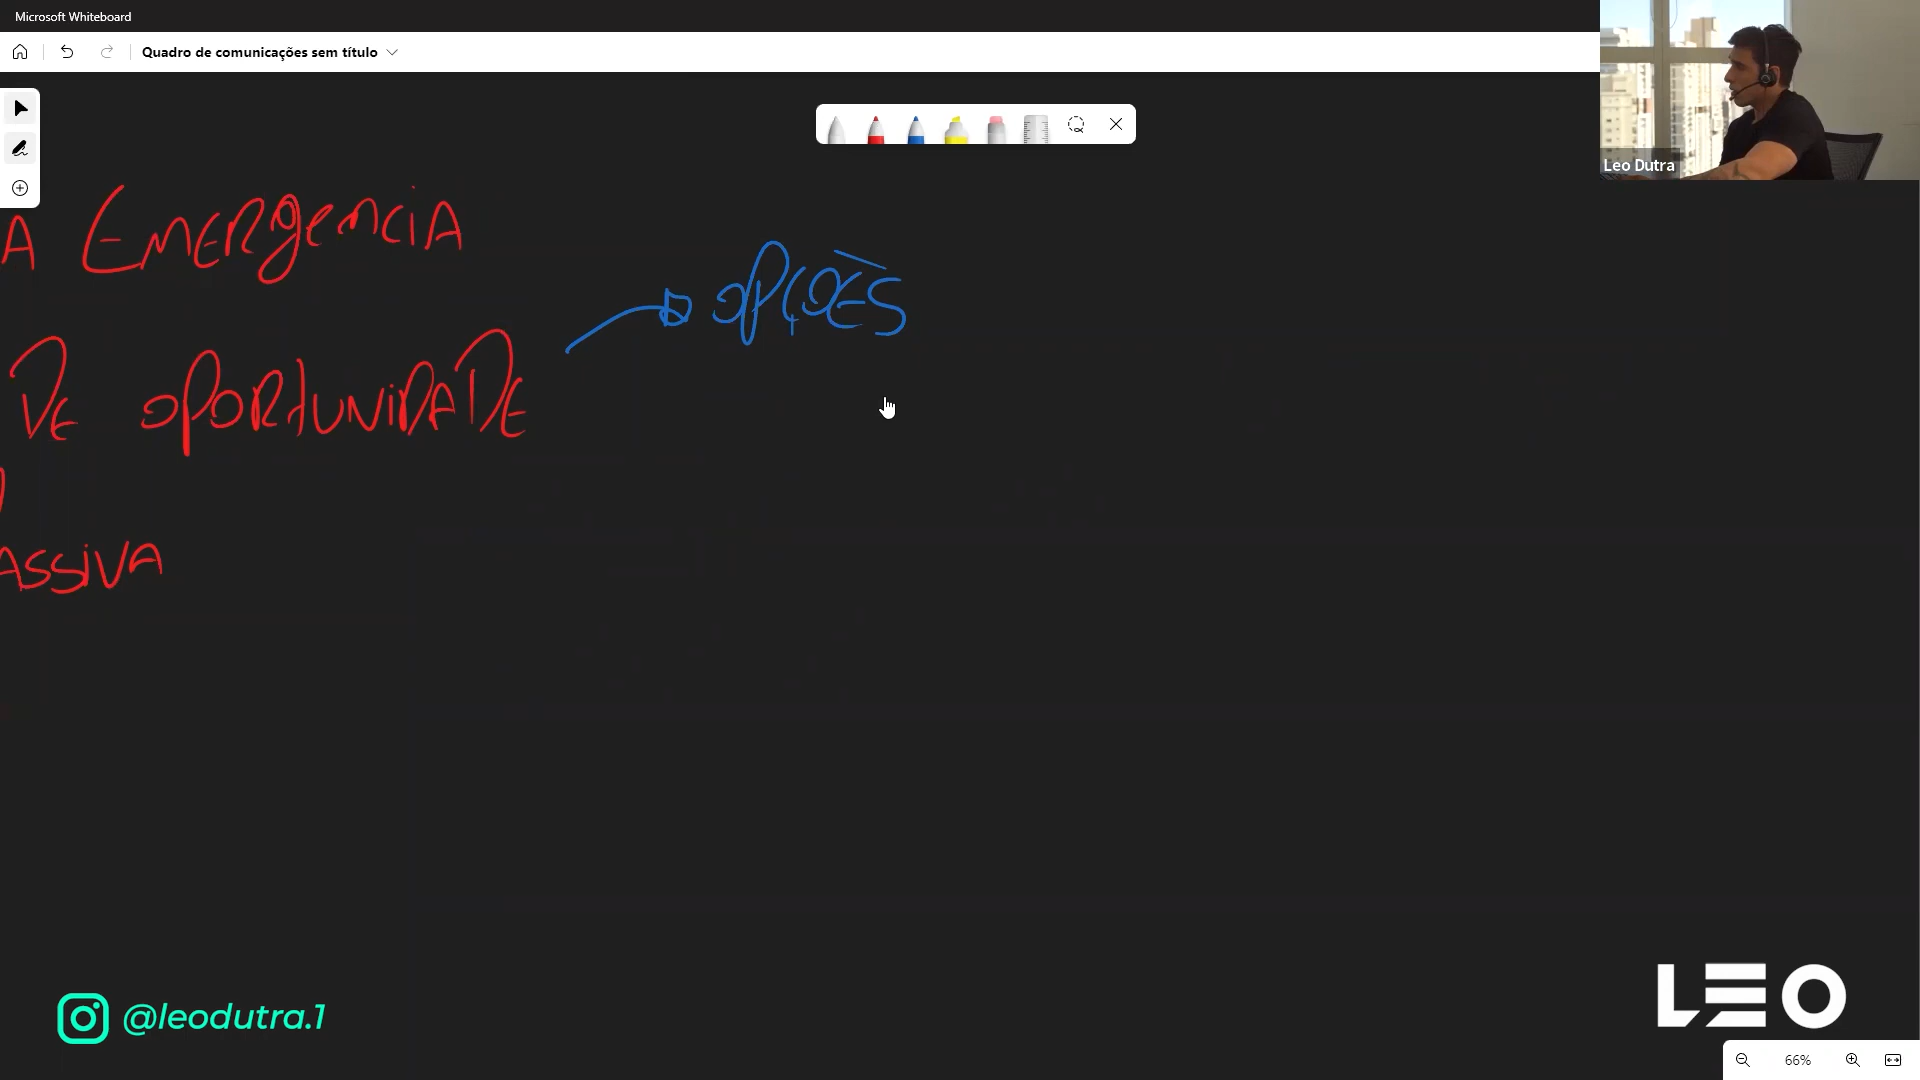 Microsoft Whiteboard
Quadro de comunicações sem título
Leo Dutra
A EMERGENCIA
OPÇÕES
DE OPORTUNIDADE
ASSIVA
@leodutra.1
LEO
66%